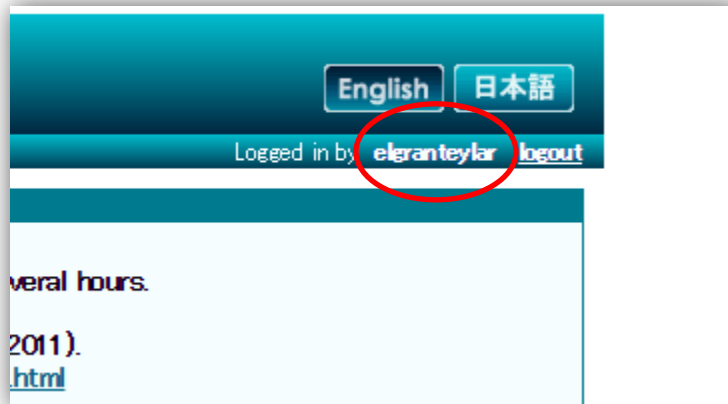 English 日本語
Logged in by elgranteylar logout
veral hours.
2011).
.html